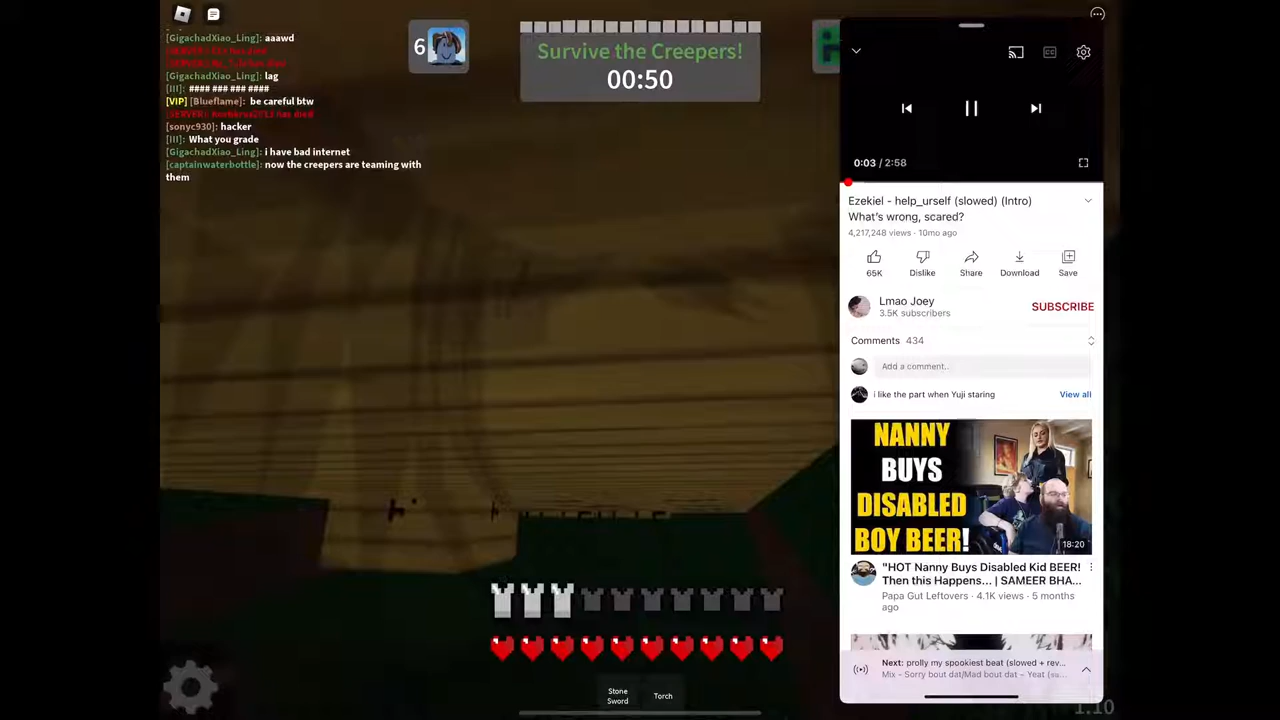 [GigachadXiao_Ling]: aaawd
[GigachadXiao_Ling]: lag
[III]: #### ### ### ####
[VIP] [Blueflame]: be careful btw
[sonyc930]: hacker
[III]: What you grade
[GigachadXiao_Ling]: i have bad internet
[captainwaterbottle]: now the creepers are teaming with
them
6
Survive the Creepers!
00:50
0:03 / 2:58
Ezekiel - help_urself (slowed) (Intro)
What's wrong, scared?
4,217,248 views · 10mo ago
65K
Dislike
Share
Download
Save
Lmao Joey
3.5K subscribers
SUBSCRIBE
Comments 434
Add a comment..
i like the part when Yuji staring
View all
NANNY
BUYS
DISABLED
BOY BEER!
18:20
"HOT Nanny Buys Disabled Kid BEER!
Then this Happens... | SAMEER BHA...
Papa Gut Leftovers · 4.1K views · 5 months
ago
Next: prolly my spookiest beat (slowed + rev...
Mix - Sorry bout dat/Mad bout dat – Yeat (su...
Stone
Sword
Torch
1.10